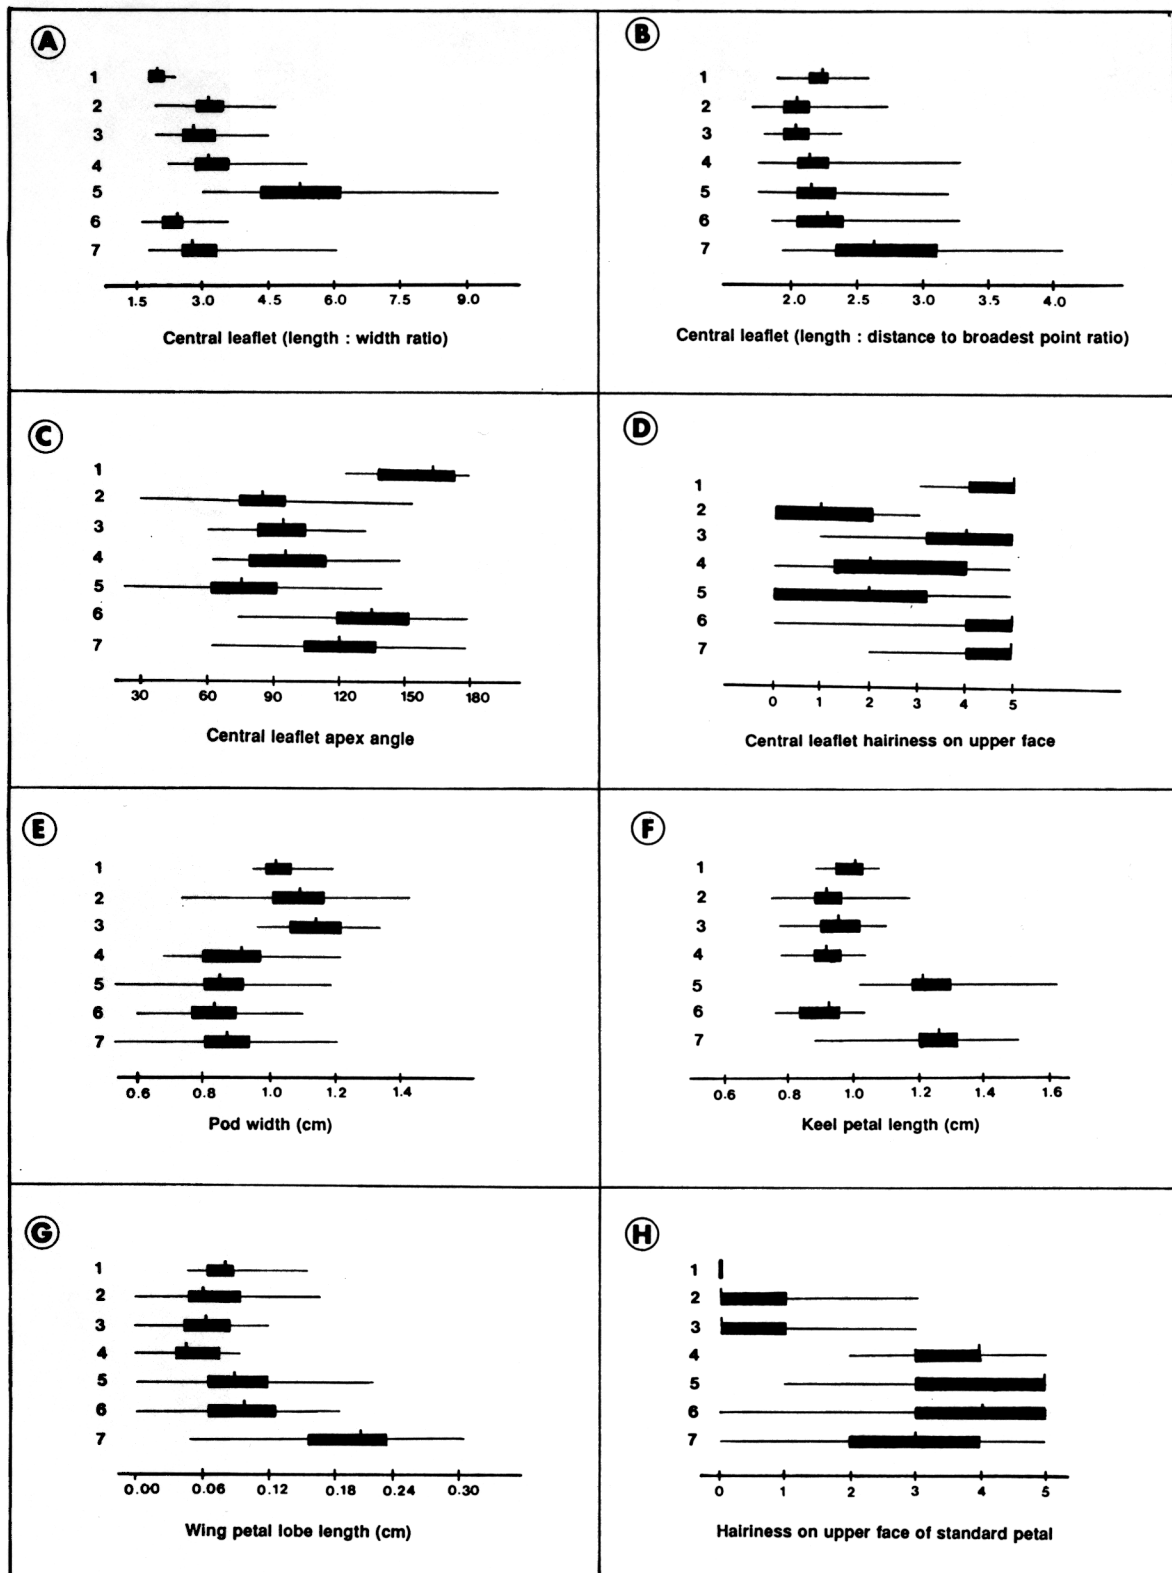 A
1
2
3
4
5
6
7
1.5 3.0 4.5 6.0 7.5 9.0
Central leaflet (length : width ratio)
B
1
2
3
4
5
6
7
2.0 2.5 3.0 3.5 4.0
Central leaflet (length : distance to broadest point ratio)
C
1
2
3
4
5
6
7
30 60 90 120 150 180
Central leaflet apex angle
D
1
2
3
4
5
6
7
0 1 2 3 4 5
Central leaflet hairiness on upper face
E
1
2
3
4
5
6
7
0.6 0.8 1.0 1.2 1.4
Pod width (cm)
F
1
2
3
4
5
6
7
0.6 0.8 1.0 1.2 1.4 1.6
Keel petal length (cm)
G
1
2
3
4
5
6
7
0.00 0.06 0.12 0.18 0.24 0.30
Wing petal lobe length (cm)
H
1
2
3
4
5
6
7
0 1 2 3 4 5
Hairiness on upper face of standard petal